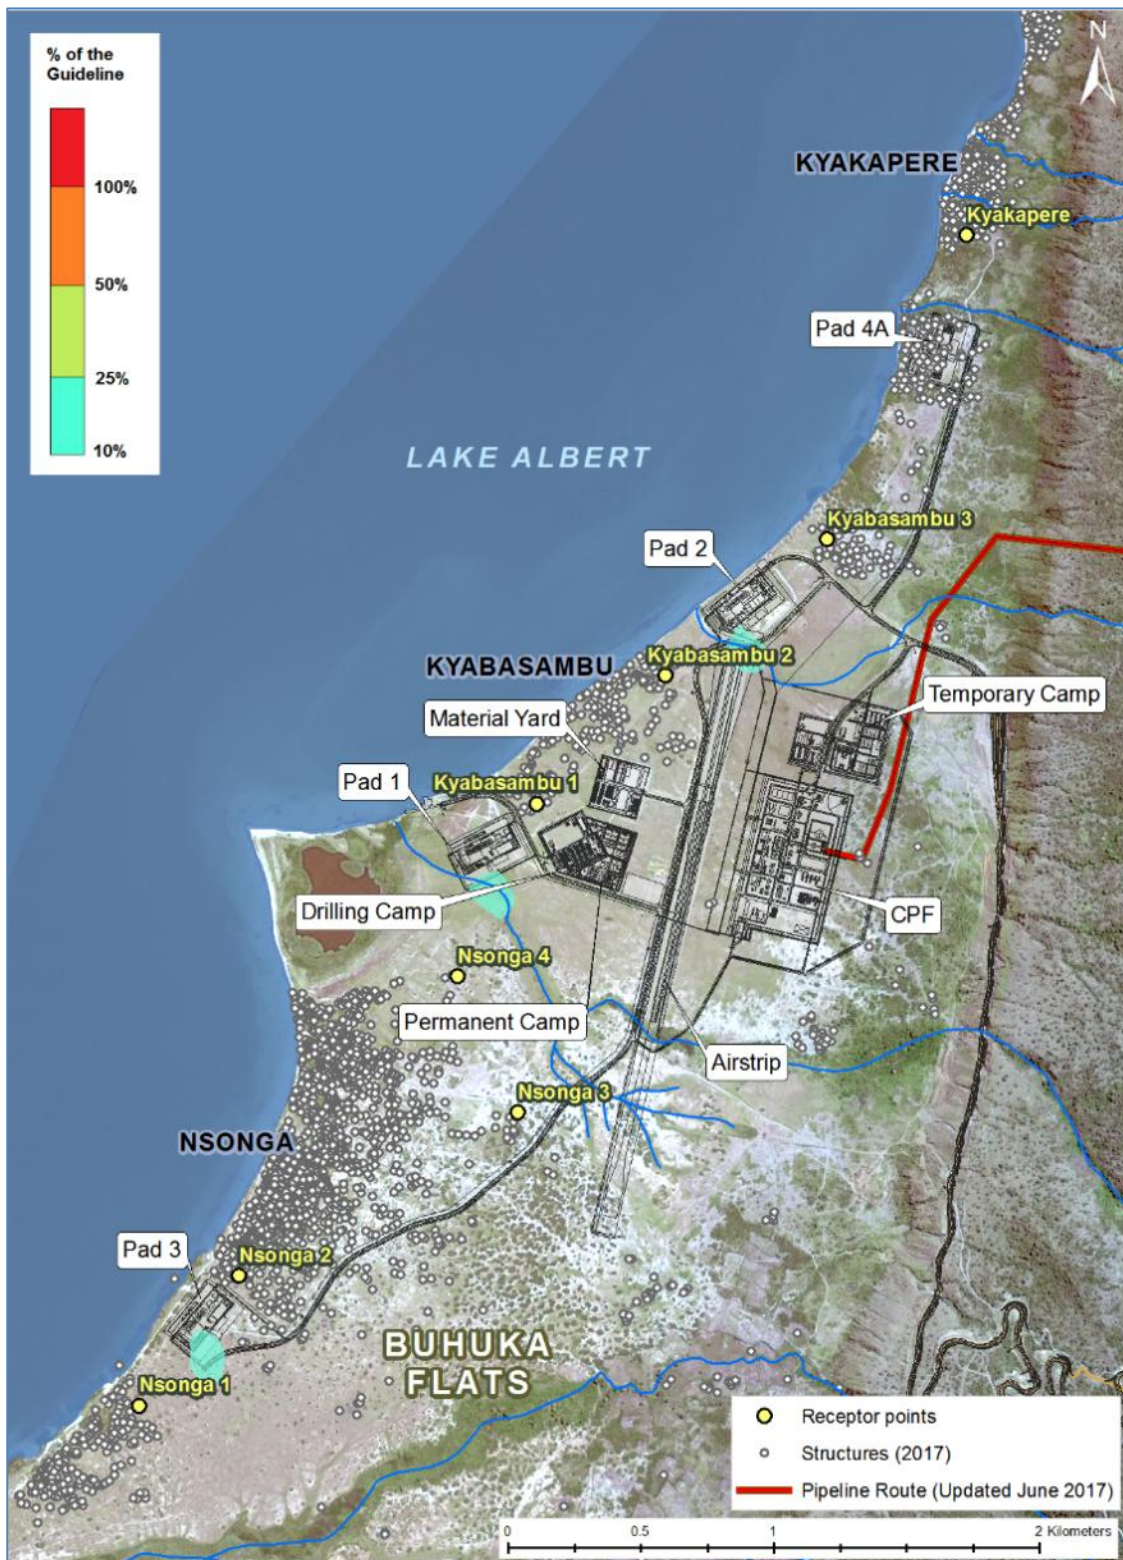 % of the
Guideline
100%
50%
25%
10%
N
KYAKAPERE
Kyakapere
Pad 4A
LAKE ALBERT
Kyabasambu 3
Pad 2
Kyabasambu 2
KYABASAMBU
Temporary Camp
Material Yard
Kyabasambu 1
Pad 1
Drilling Camp
CPF
Nsonga 4
Permanent Camp
Airstrip
Nsonga 3
NSONGA
Pad 3
Nsonga 2
BUHUKA
FLATS
Nsonga 1
Receptor points
Structures (2017)
Pipeline Route (Updated June 2017)
0 0.5 1 2 Kilometers